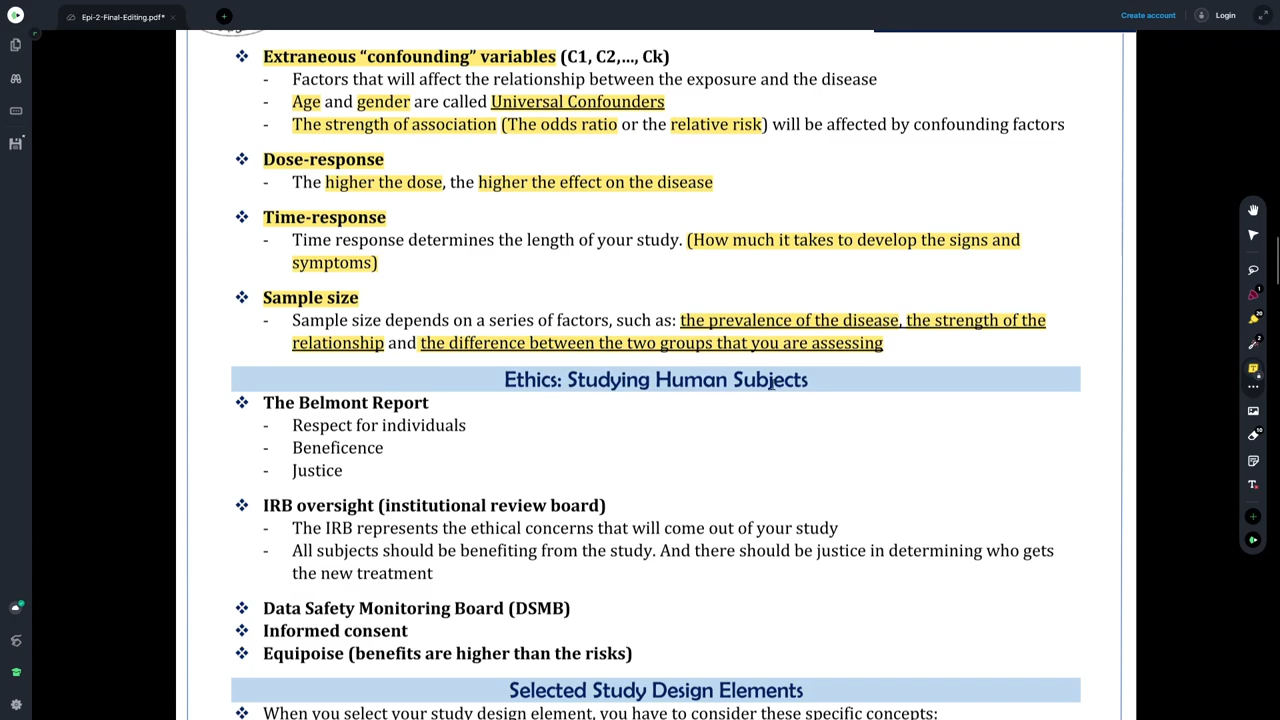 Epi-2-Final-Editing.pdf*
Create account
Login
❖ Extraneous “confounding” variables (C1, C2,…, Ck)
- Factors that will affect the relationship between the exposure and the disease
- Age and gender are called Universal Confounders
- The strength of association (The odds ratio or the relative risk) will be affected by confounding factors
❖ Dose-response
- The higher the dose, the higher the effect on the disease
❖ Time-response
- Time response determines the length of your study. (How much it takes to develop the signs and
symptoms)
❖ Sample size
- Sample size depends on a series of factors, such as: the prevalence of the disease, the strength of the
relationship and the difference between the two groups that you are assessing
Ethics: Studying Human Subjects
❖ The Belmont Report
- Respect for individuals
- Beneficence
- Justice
❖ IRB oversight (institutional review board)
- The IRB represents the ethical concerns that will come out of your study
- All subjects should be benefiting from the study. And there should be justice in determining who gets
the new treatment
❖ Data Safety Monitoring Board (DSMB)
❖ Informed consent
❖ Equipoise (benefits are higher than the risks)
Selected Study Design Elements
❖ When you select your study design element, you have to consider these specific concepts: